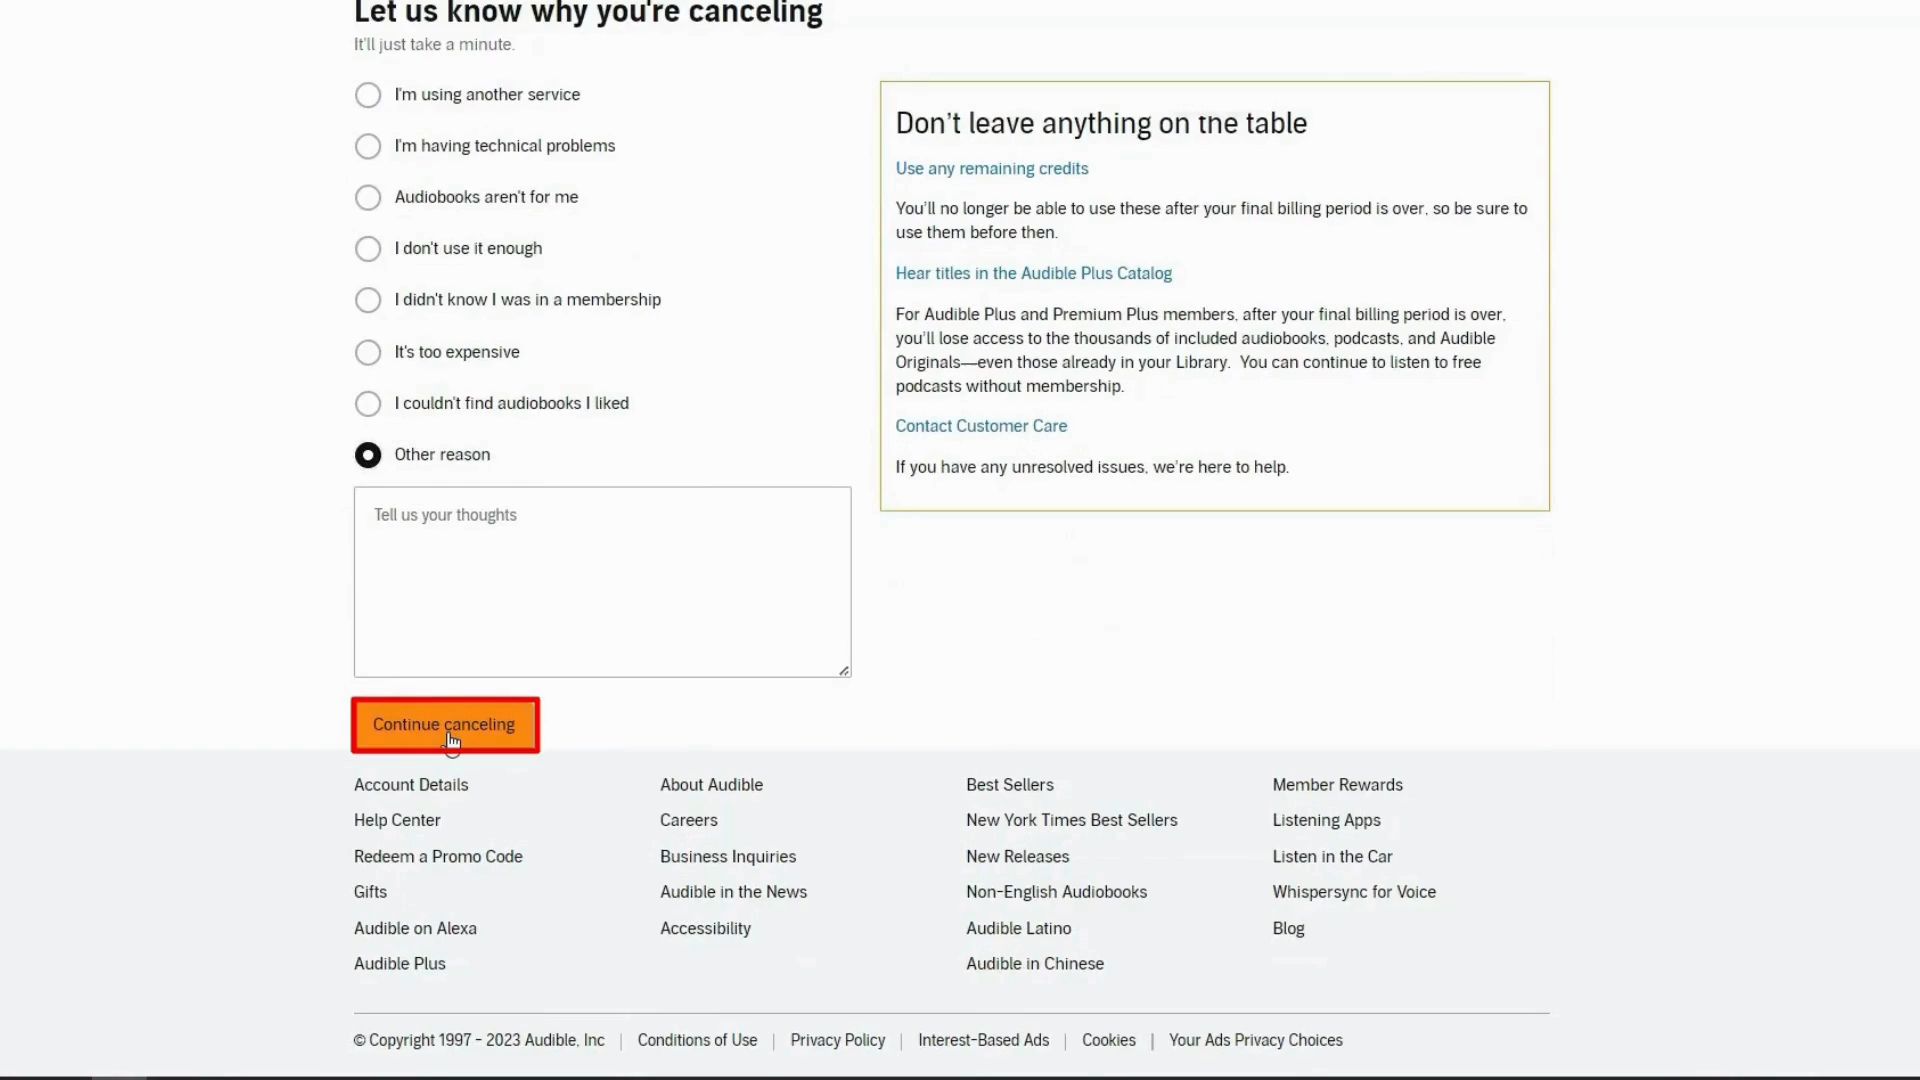 Let us know why you're canceling
It'll just take a minute.
I'm using another service
I'm having technical problems
Audiobooks aren't for me
I don't use it enough
I didn't know I was in a membership
It's too expensive
I couldn't find audiobooks I liked
Other reason
Tell us your thoughts
Continue canceling
Don't leave anything on the table
Use any remaining credits
You'll no longer be able to use these after your final billing period is over, so be sure to
use them before then.
Hear titles in the Audible Plus Catalog
For Audible Plus and Premium Plus members, after your final billing period is over,
you'll lose access to the thousands of included audiobooks, podcasts, and Audible
Originals—even those already in your Library. You can continue to listen to free
podcasts without membership.
Contact Customer Care
If you have any unresolved issues, we're here to help.
Account Details
Help Center
Redeem a Promo Code
Gifts
Audible on Alexa
Audible Plus
About Audible
Careers
Business Inquiries
Audible in the News
Accessibility
Best Sellers
New York Times Best Sellers
New Releases
Non-English Audiobooks
Audible Latino
Audible in Chinese
Member Rewards
Listening Apps
Listen in the Car
Whispersync for Voice
Blog
© Copyright 1997 - 2023 Audible, Inc | Conditions of Use | Privacy Policy | Interest-Based Ads | Cookies | Your Ads Privacy Choices